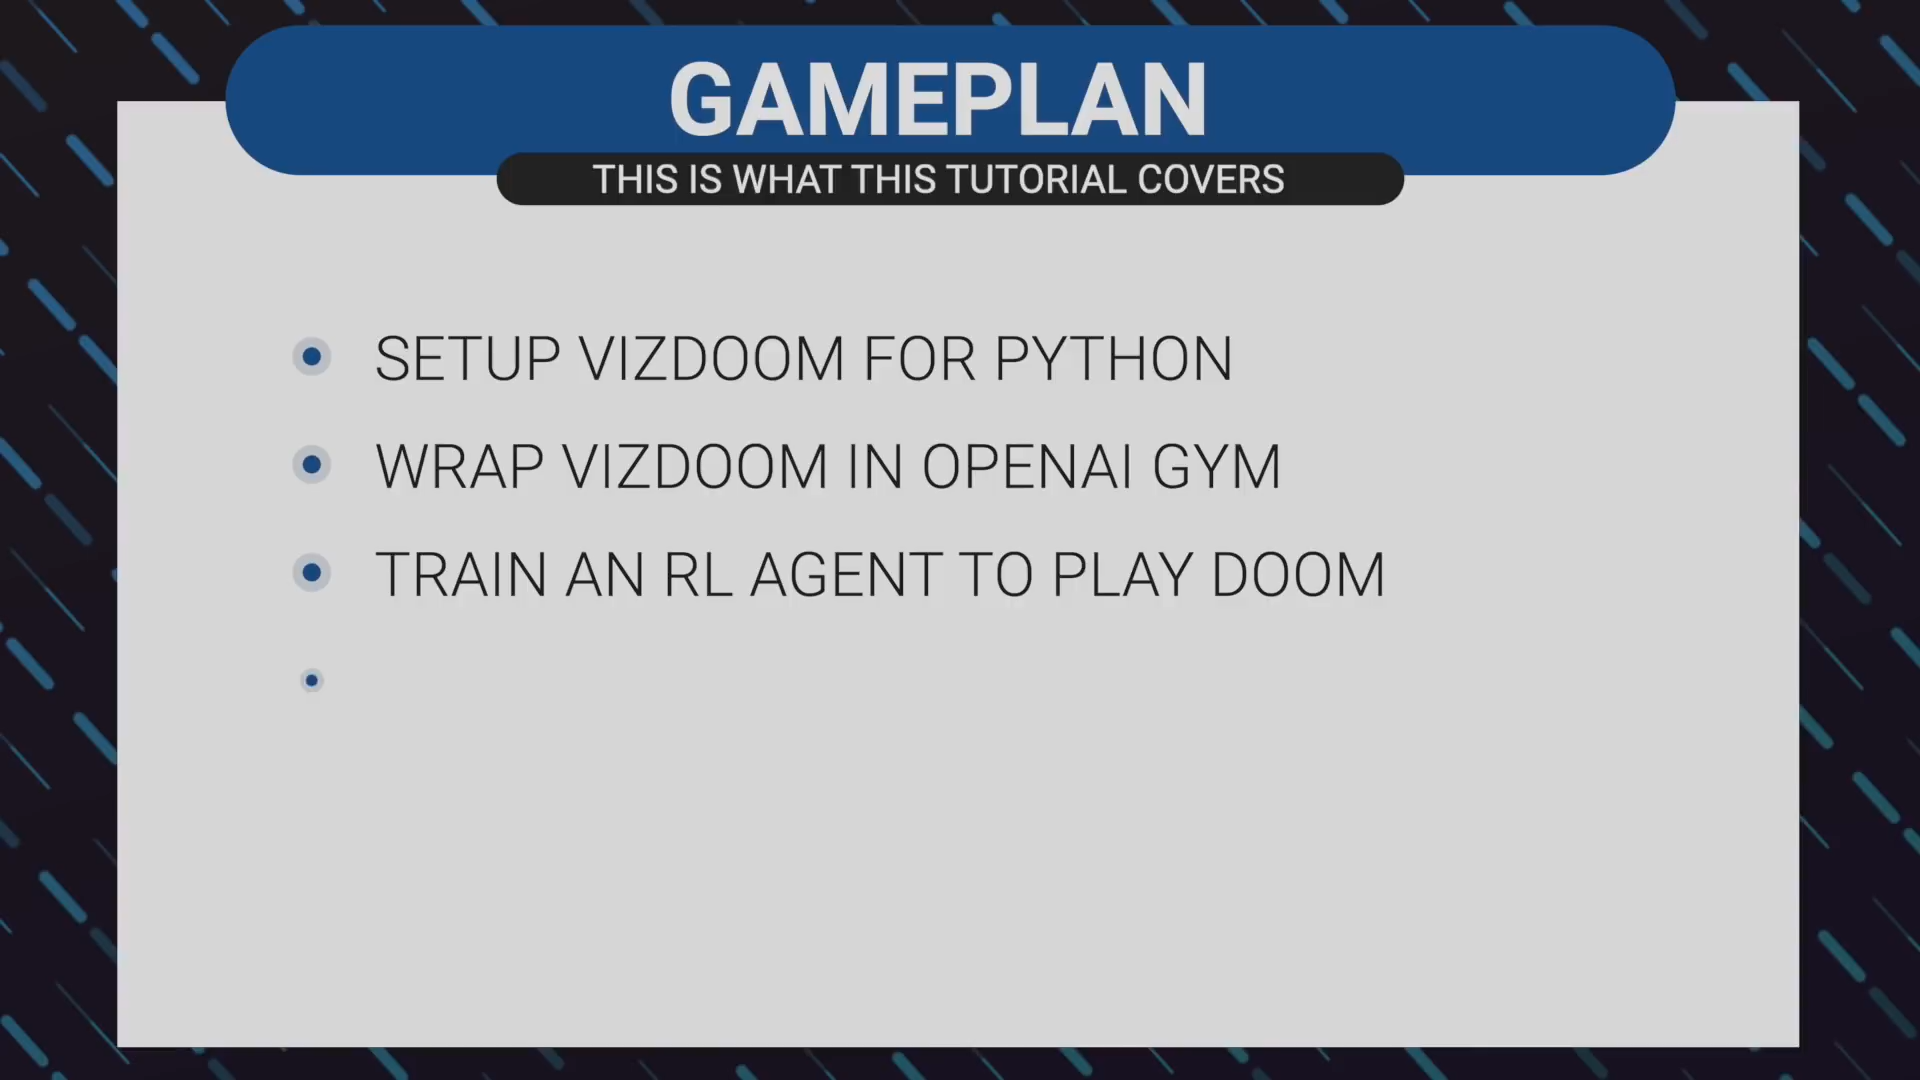 GAMEPLAN
THIS IS WHAT THIS TUTORIAL COVERS
SETUP VIZDOOM FOR PYTHON
WRAP VIZDOOM IN OPENAI GYM
TRAIN AN RL AGENT TO PLAY DOOM